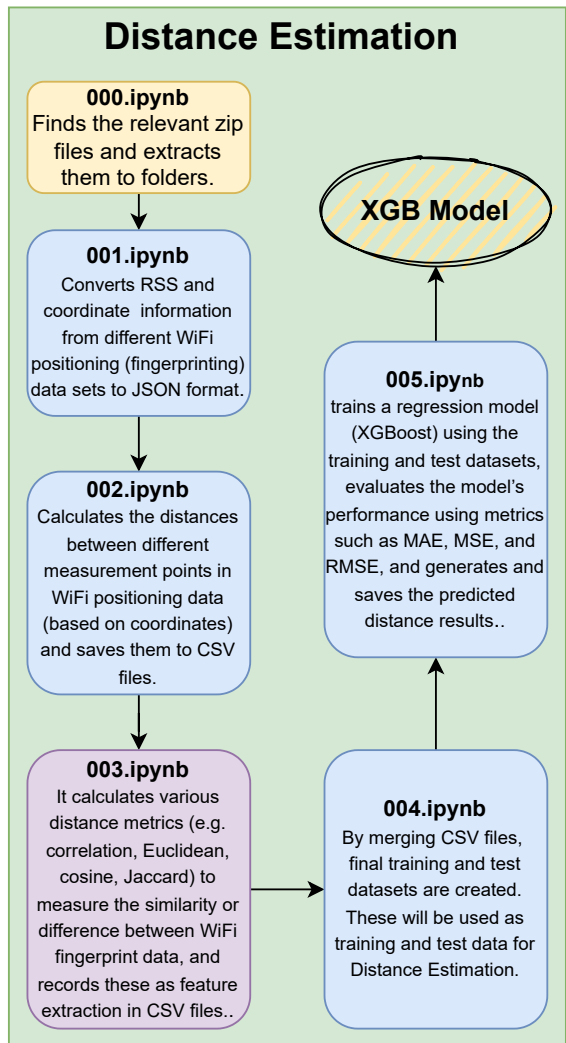 Distance Estimation
000.ipynb
Finds the relevant zip
files and extracts
them to folders.
001.ipynb
Converts RSS and
coordinate information
from different WiFi
positioning (fingerprinting)
data sets to JSON format.
002.ipynb
Calculates the distances
between different
measurement points in
WiFi positioning data
(based on coordinates)
and saves them to CSV
files.
003.ipynb
It calculates various
distance metrics (e.g.
correlation, Euclidean,
cosine, Jaccard) to
measure the similarity or
difference between WiFi
fingerprint data, and
records these as feature
extraction in CSV files..
004.ipynb
By merging CSV files,
final training and test
datasets are created.
These will be used as
training and test data for
Distance Estimation.
005.ipynb
trains a regression model
(XGBoost) using the
training and test datasets,
evaluates the model’s
performance using metrics
such as MAE, MSE, and
RMSE, and generates and
saves the predicted
distance results..
XGB Model